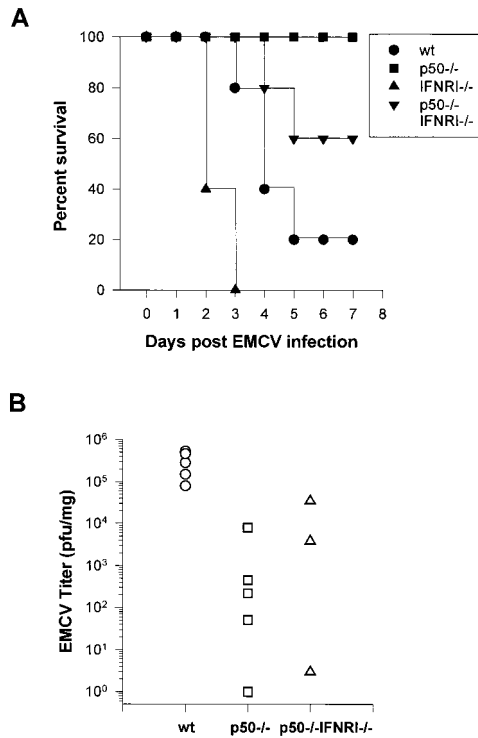 A
100
80
60
40
20
0
Percent survival
0 1 2 3 4 5 6 7 8
Days post EMCV infection
wt
p50-/-
IFNRI-/-
p50-/-
IFNRI-/-
B
10⁶
10⁵
10⁴
10³
10²
10¹
10⁰
EMCV Titer (pfu/mg)
wt p50-/- p50-/-IFNRI-/-